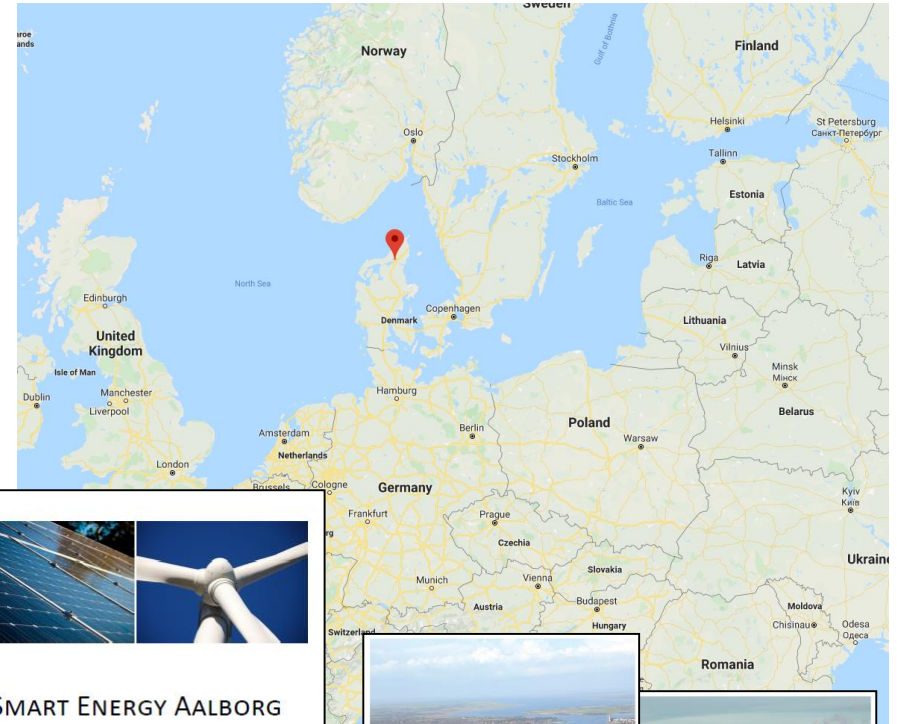 Sweden
Norway
Finland
Gulf of Bothnia
Helsinki
St Petersburg
Санкт-Петербург
Oslo
Tallinn
Stockholm
Estonia
Baltic Sea
Riga
Latvia
North Sea
Edinburgh
Copenhagen
Denmark
Lithuania
United
Kingdom
Vilnius
Isle of Man
Minsk
Мінск
Dublin
Manchester
Liverpool
Hamburg
Belarus
Amsterdam
Berlin
Poland
Netherlands
Warsaw
London
Brussels
Cologne
Germany
Kyiv
Київ
Frankfurt
Prague
Czechia
Ukraine
Slovakia
Munich
Vienna
Austria
Budapest
Moldova
Hungary
Chisinau
Odesa
Одеса
Switzerland
Romania
SMART ENERGY AALBORG